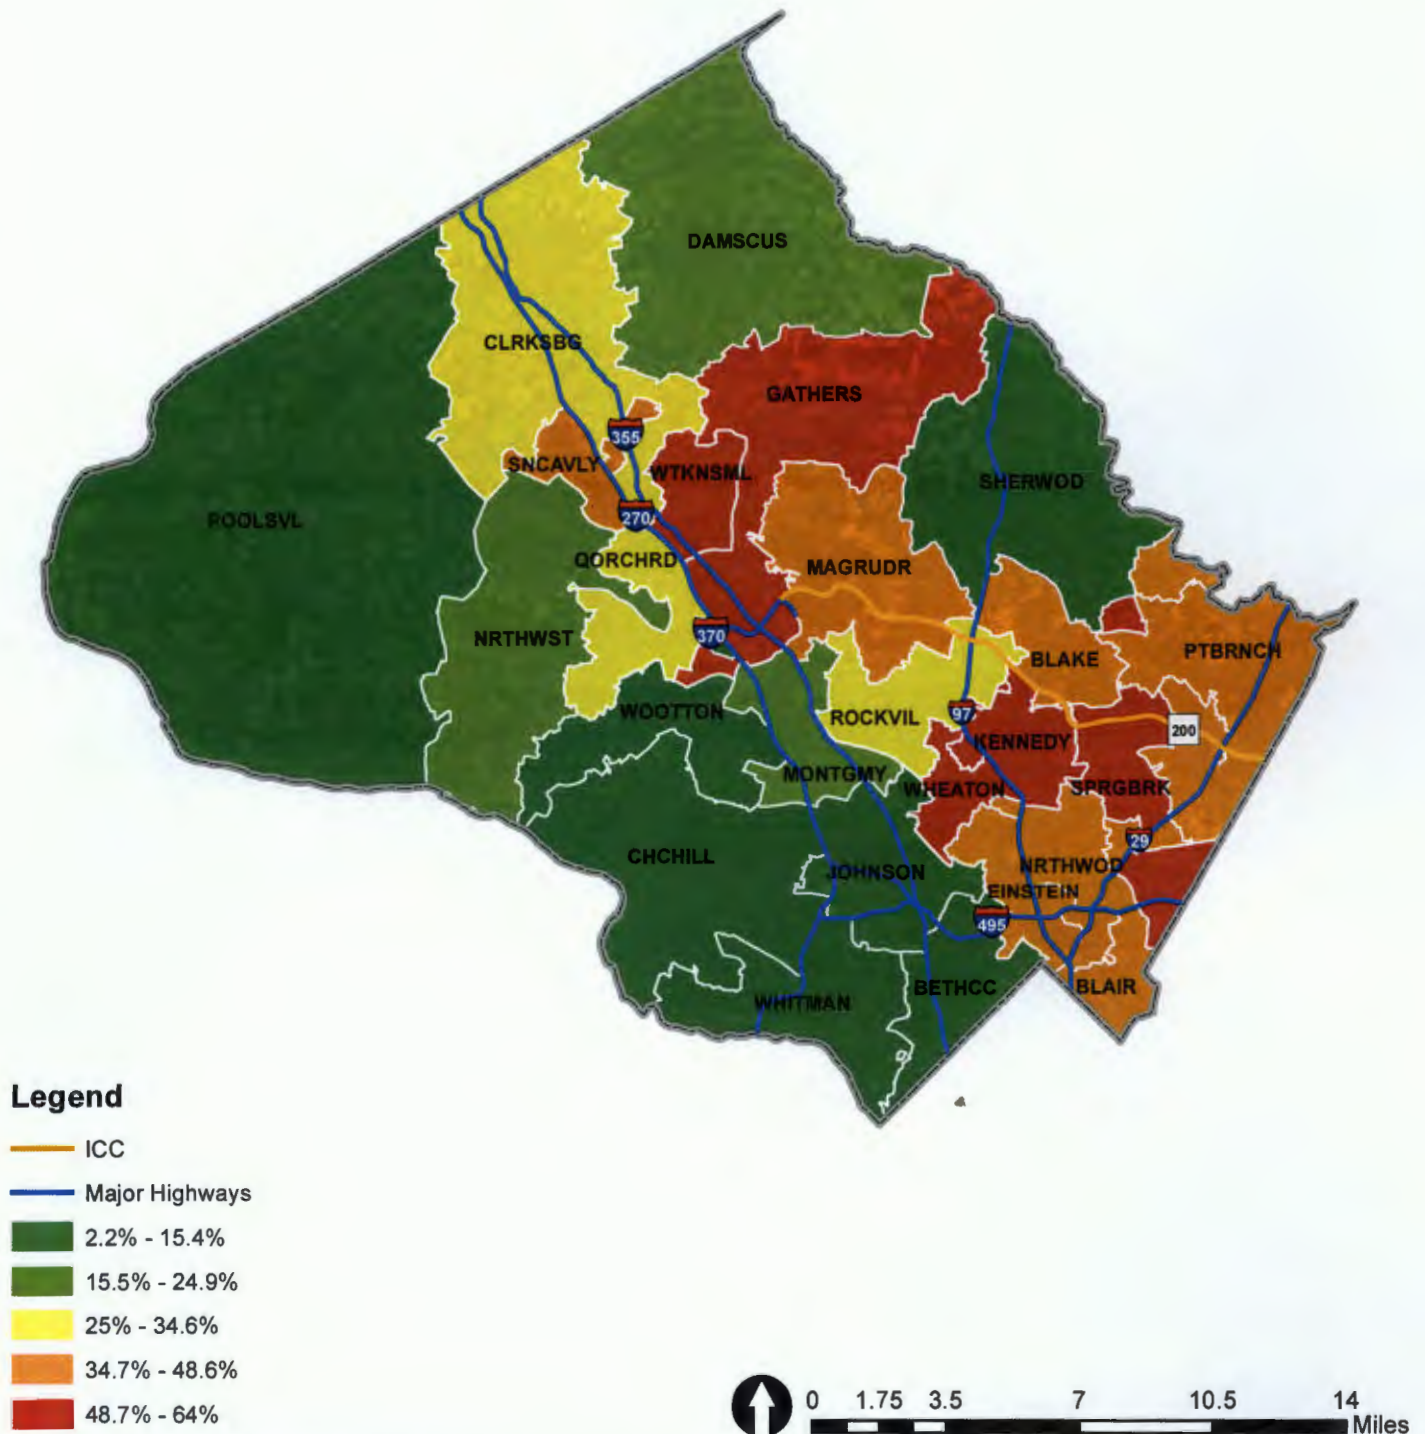 DAMSCUS
CLRKSBG
GATHERS
355
SNCAVLY
WTKNSML
SHERWOD
POOLSVL
270
QORCHRD
MAGRUDR
370
NRTHWST
BLAKE
PTBRNCH
WOOTTON
ROCKVIL
97
KENNEDY
200
MONTGMY
WHEATON
SPRGBRK
29
CHCHILL
JOHNSON
NRTHWOD
EINSTEIN
495
WHITMAN
BETHCC
BLAIR
Legend
ICC
Major Highways
2.2% - 15.4%
15.5% - 24.9%
25% - 34.6%
34.7% - 48.6%
48.7% - 64%
0 1.75 3.5 7 10.5 14
Miles